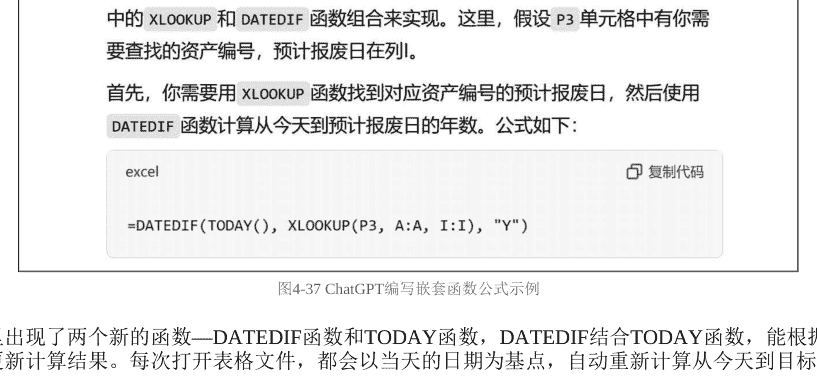 中的 XLOOKUP 和 DATEDIF 函数组合来实现。这里，假设 P3 单元格中有你需
要查找的资产编号，预计报废日在列I。
首先，你需要用 XLOOKUP 函数找到对应资产编号的预计报废日，然后使用
DATEDIF 函数计算从今天到预计报废日的年数。公式如下：
excel
复制代码
=DATEDIF(TODAY(), XLOOKUP(P3, A:A, I:I), "Y")
图4-37 ChatGPT编写嵌套函数公式示例
出现了两个新的函数—DATEDIF函数和TODAY函数，DATEDIF结合TODAY函数，能根据
新计算结果。每次打开表格文件，都会以当天的日期为基点，自动重新计算从今天到目标